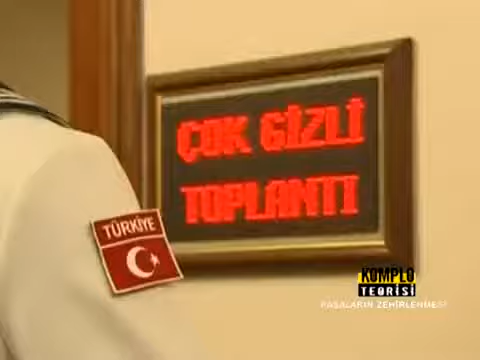 ÇOK GİZLİ
TOPLANTI
TÜRKİYE
KOMPLO
TEORİSİ
PAŞALARIN ZEHİRLENMESİ